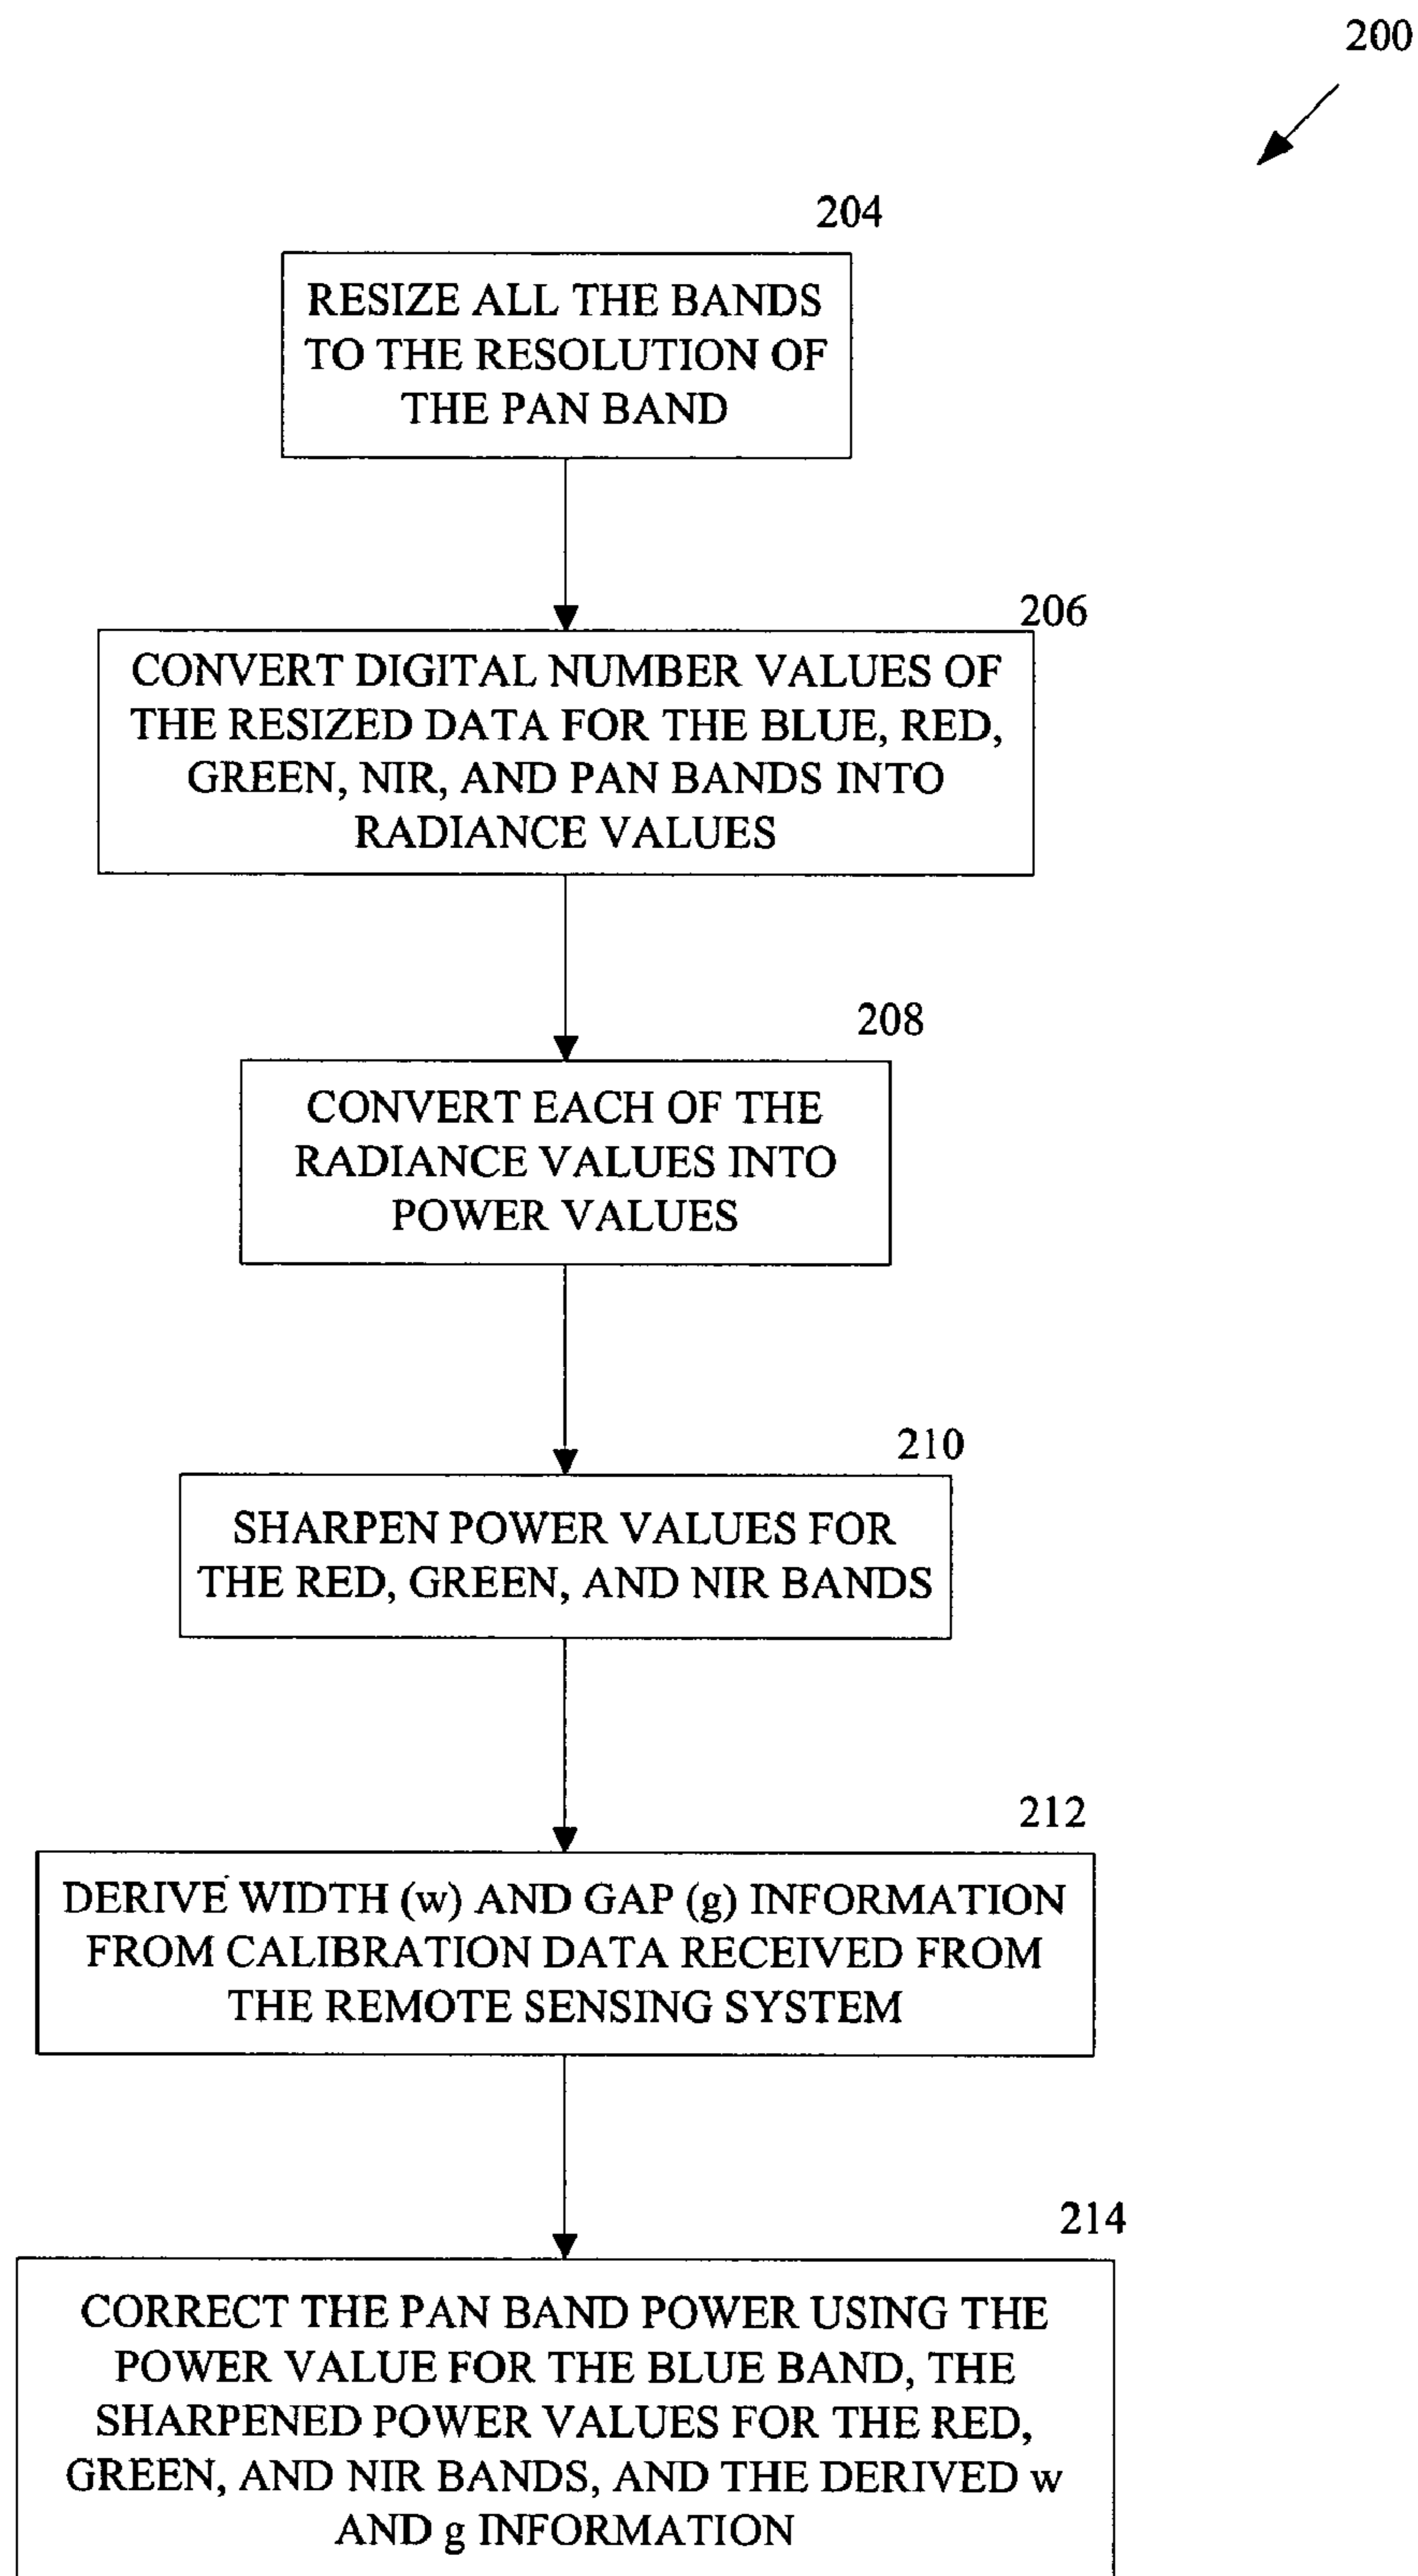 200
204
RESIZE ALL THE BANDS
TO THE RESOLUTION OF
THE PAN BAND
206
CONVERT DIGITAL NUMBER VALUES OF
THE RESIZED DATA FOR THE BLUE, RED,
GREEN, NIR, AND PAN BANDS INTO
RADIANCE VALUES
208
CONVERT EACH OF THE
RADIANCE VALUES INTO
POWER VALUES
210
SHARPEN POWER VALUES FOR
THE RED, GREEN, AND NIR BANDS
212
DERIVE WIDTH (w) AND GAP (g) INFORMATION
FROM CALIBRATION DATA RECEIVED FROM
THE REMOTE SENSING SYSTEM
214
CORRECT THE PAN BAND POWER USING THE
POWER VALUE FOR THE BLUE BAND, THE
SHARPENED POWER VALUES FOR THE RED,
GREEN, AND NIR BANDS, AND THE DERIVED w
AND g INFORMATION